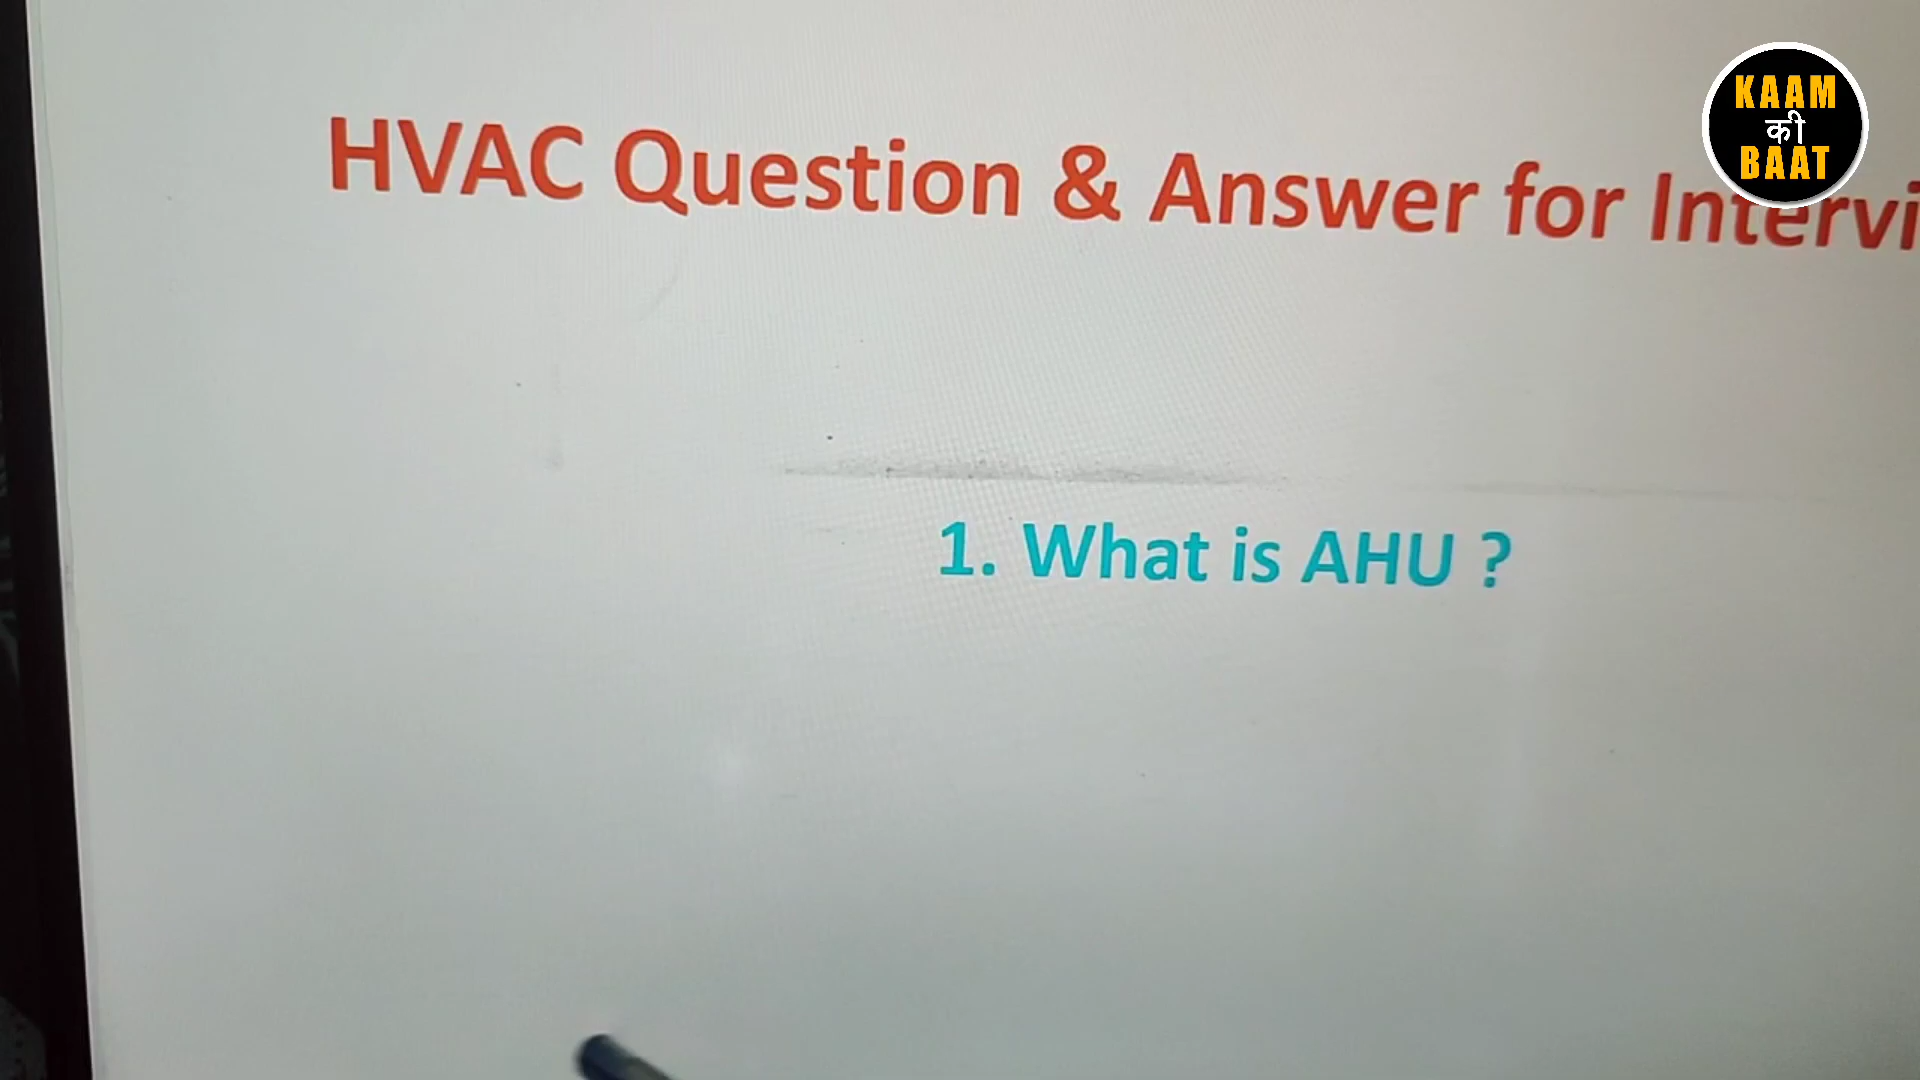 KAAM
की
BAAT
HVAC Question & Answer for Intervi
1. What is AHU ?